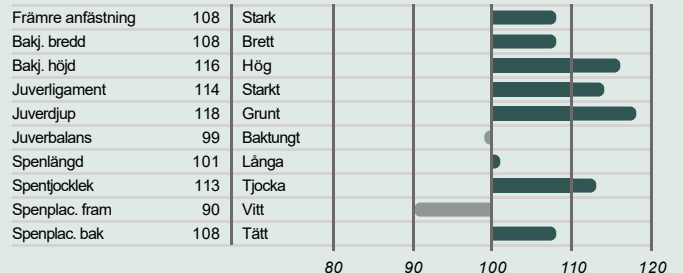 Främre anfästning 108 Stark
Bakj. bredd 108 Brett
Bakj. höjd 116 Hög
Juverligament 114 Starkt
Juverdjup 118 Grunt
Juverbalans 99 Baktungt
Spenlängd 101 Långa
Spentjocklek 113 Tjocka
Spenplac. fram 90 Vitt
Spenplac. bak 108 Tätt
80 90 100 110 120